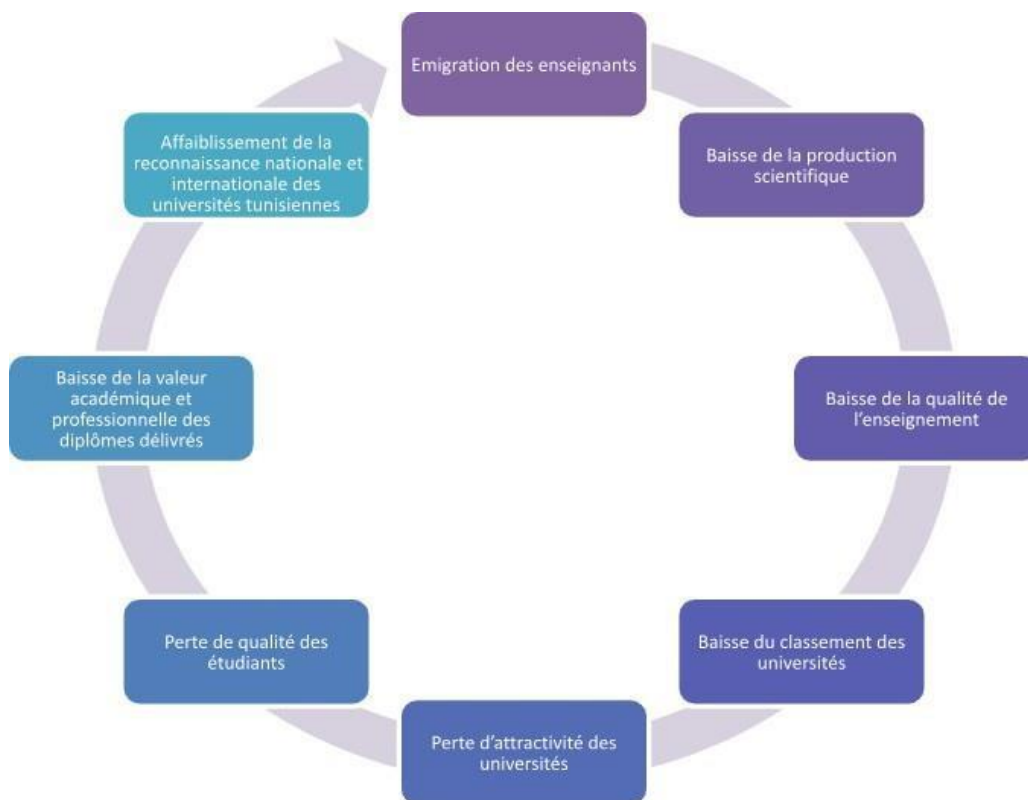 Emigration des enseignants
Baisse de la production
scientifique
Baisse de la qualité de
l’enseignement
Baisse du classement des
universités
Perte d’attractivité des
universités
Perte de qualité des
étudiants
Baisse de la valeur
académique et
professionnelle des
diplômes délivrés
Affaiblissement de la
reconnaissance nationale et
internationale des
universités tunisiennes